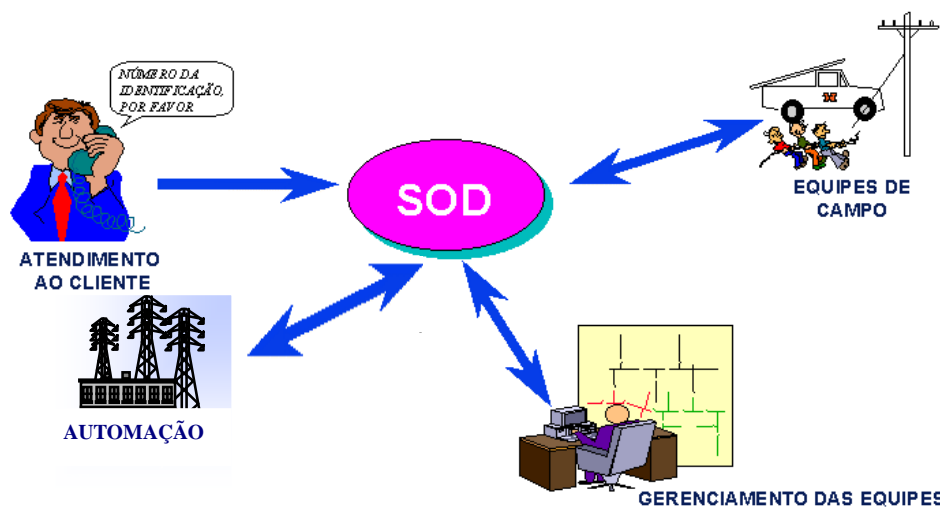 NÚMERO DA
IDENTIFICAÇÃO,
POR FAVOR
SOD
EQUIPES DE
CAMPO
ATENDIMENTO
AO CLIENTE
AUTOMAÇÃO
GERENCIAMENTO DAS EQUIPES